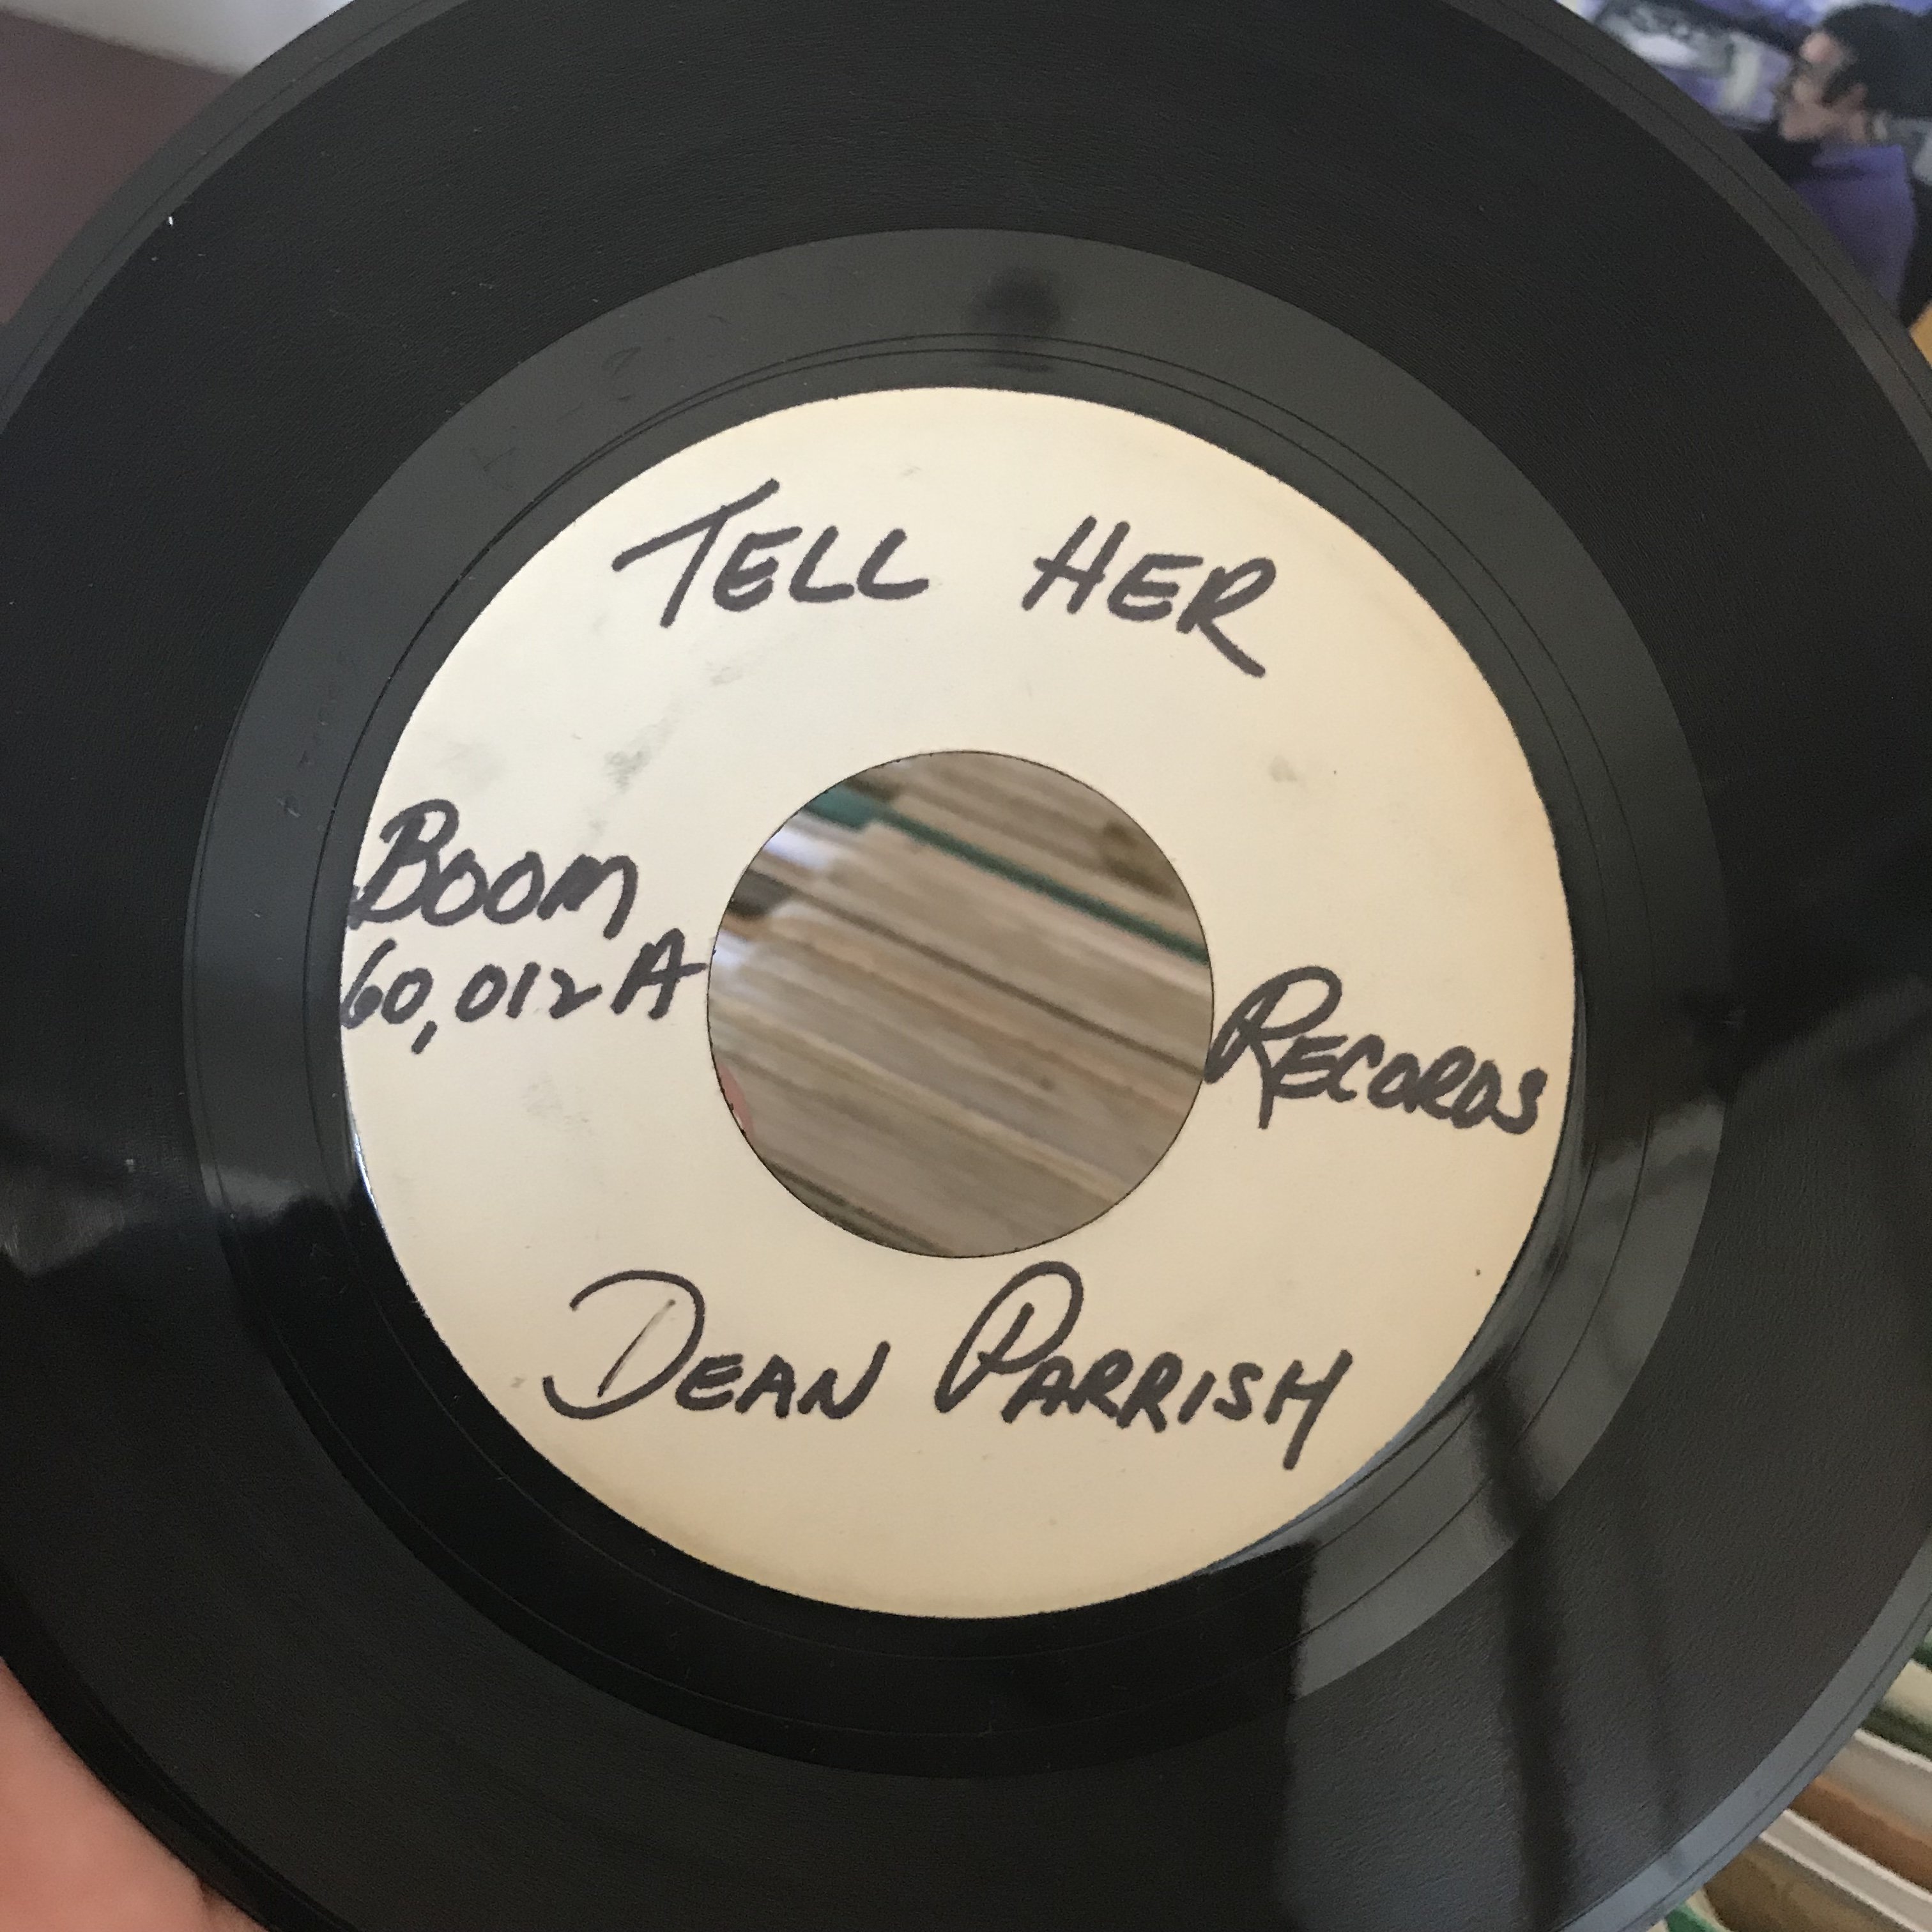 TELL HER
BOOM
60,012A
RECORDS
DEAN PARRISH